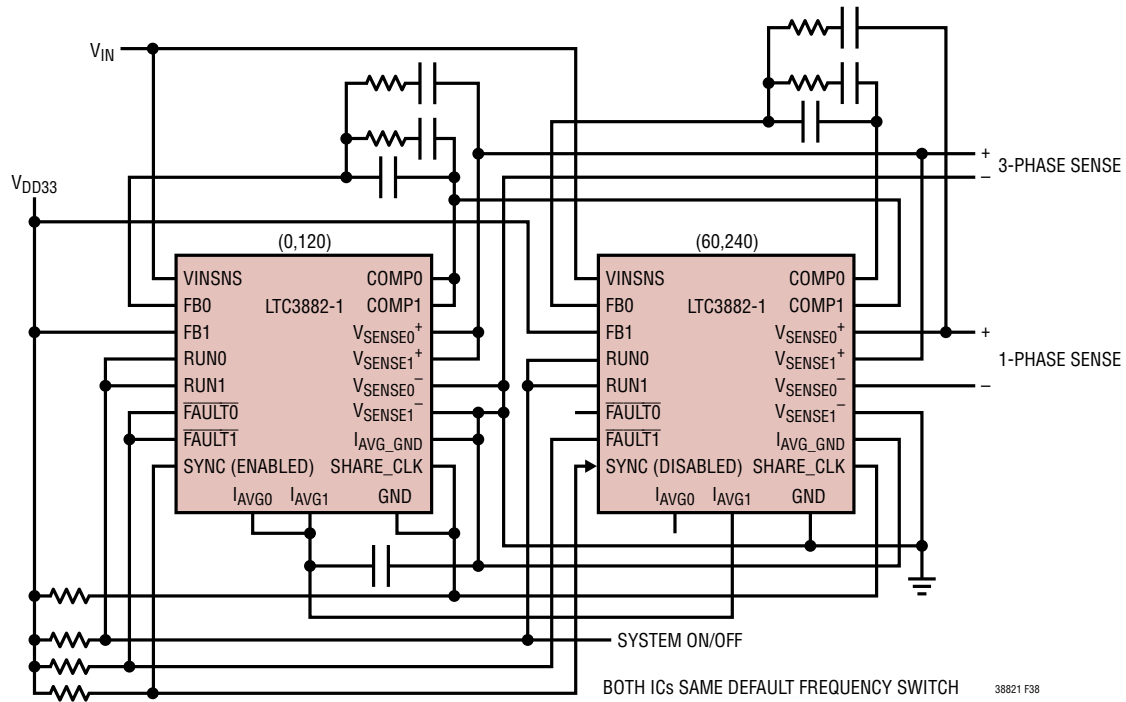 VIN
VDD33
3-PHASE SENSE
+
–
(0,120)
VINSNS
FB0
FB1
RUN0
RUN1
FAULT0
FAULT1
SYNC (ENABLED)
IAVG0
IAVG1
GND
LTC3882-1
COMP0
COMP1
VSENSE0+
VSENSE1+
VSENSE0–
VSENSE1–
IAVG_GND
SHARE_CLK
(60,240)
VINSNS
FB0
FB1
RUN0
RUN1
FAULT0
FAULT1
SYNC (DISABLED)
IAVG0
IAVG1
GND
LTC3882-1
COMP0
COMP1
VSENSE0+
VSENSE1+
VSENSE0–
VSENSE1–
IAVG_GND
SHARE_CLK
+
1-PHASE SENSE
–
SYSTEM ON/OFF
BOTH ICs SAME DEFAULT FREQUENCY SWITCH
38821 F38